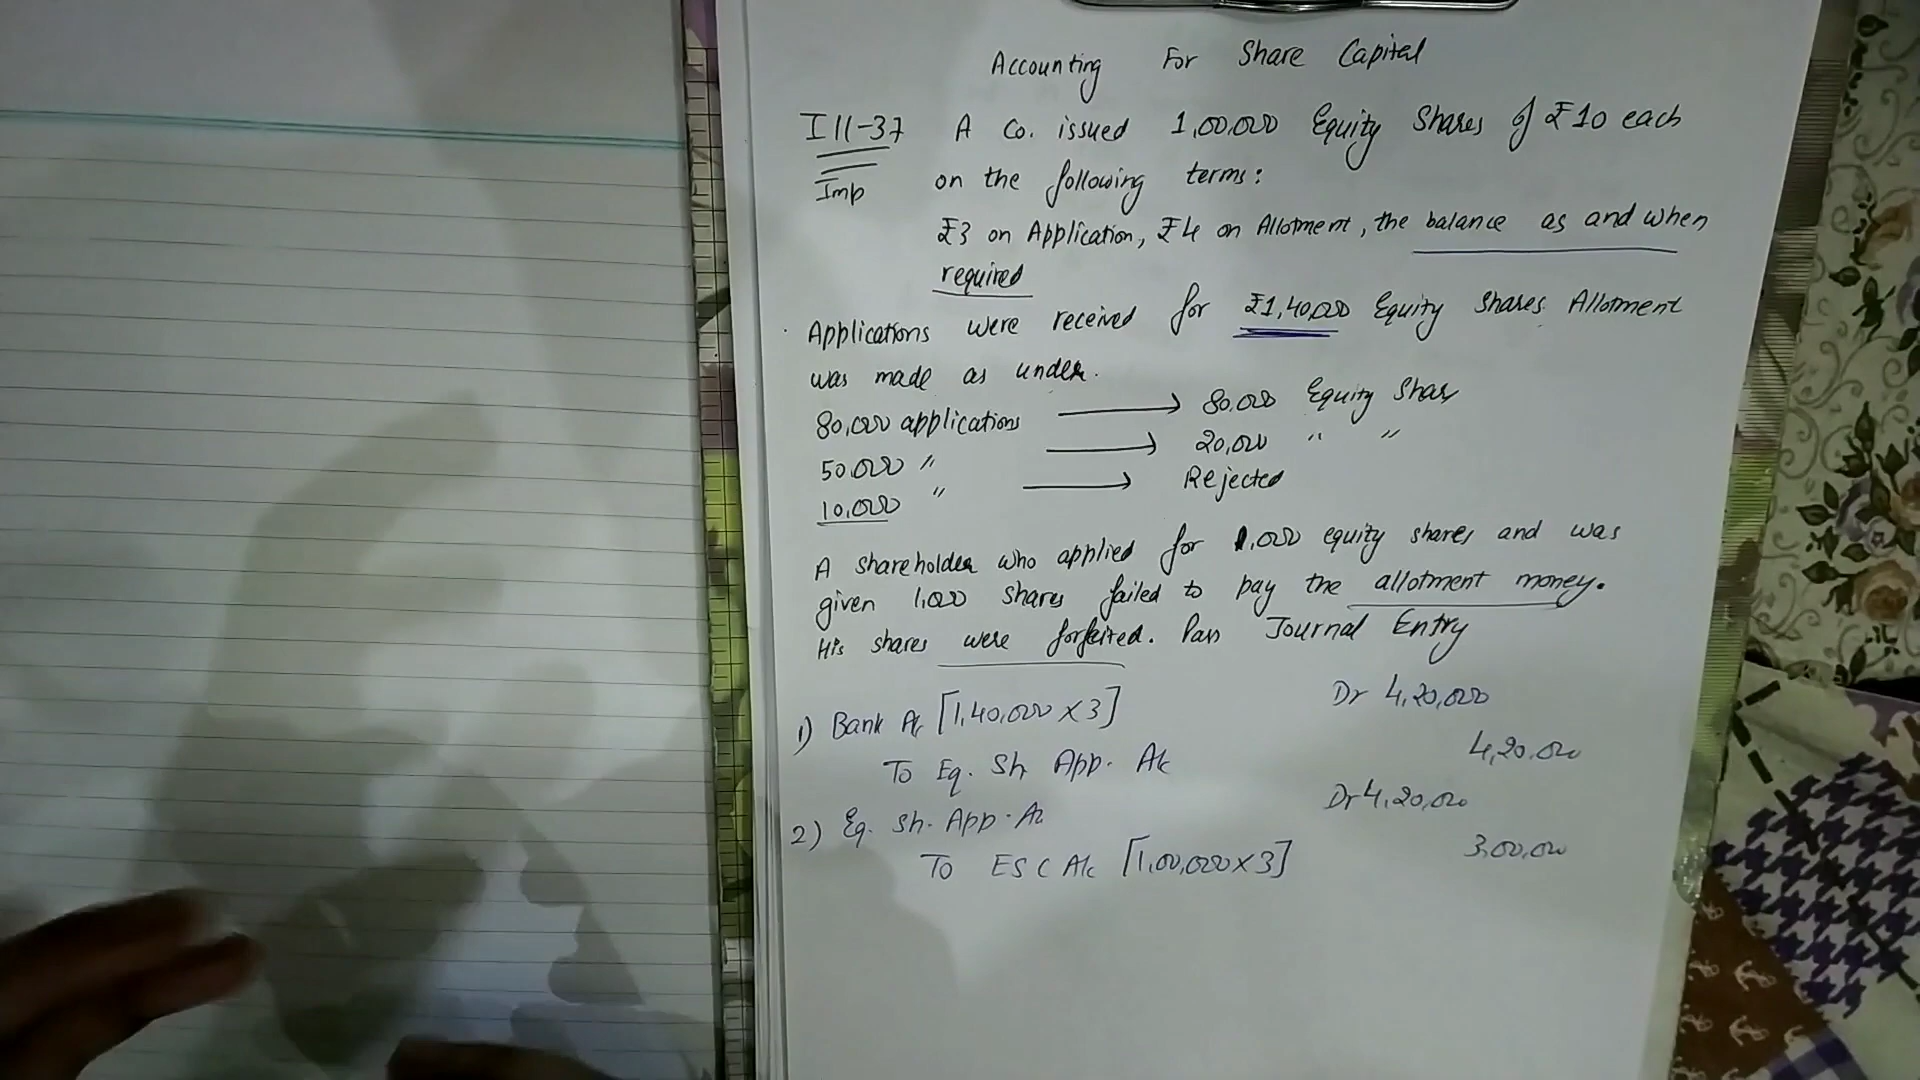 Accounting For Share Capital
Ill-37 A Co. issued 1,00,000 Equity Shares of ₹10 each
Imp on the following terms:
₹3 on Application, ₹4 on Allotment, the balance as and when
required
Applications were received for ₹1,40,000 Equity Shares. Allotment
was made as under.
80,000 applications → 80,000 Equity Shar
50,000 " → 20,000 " "
10,000 " → Rejected
A shareholder who applied for 1,000 equity shares and was
given 1,000 shares failed to pay the allotment money.
His shares were forfeited. Pass Journal Entry
1) Bank A/c [1,40,000 x 3] Dr 4,20,000
To Eq. Sh App. A/c 4,20,000
2) Eq. Sh. App. A/c Dr 4,20,000
To ESC A/c [1,00,000 x 3] 3,00,000